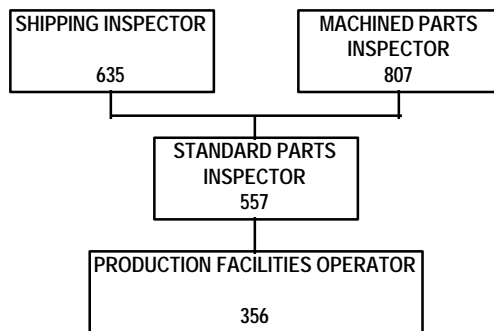 SHIPPING INSPECTOR
635
MACHINED PARTS
INSPECTOR
807
STANDARD PARTS
INSPECTOR
557
PRODUCTION FACILITIES OPERATOR
356